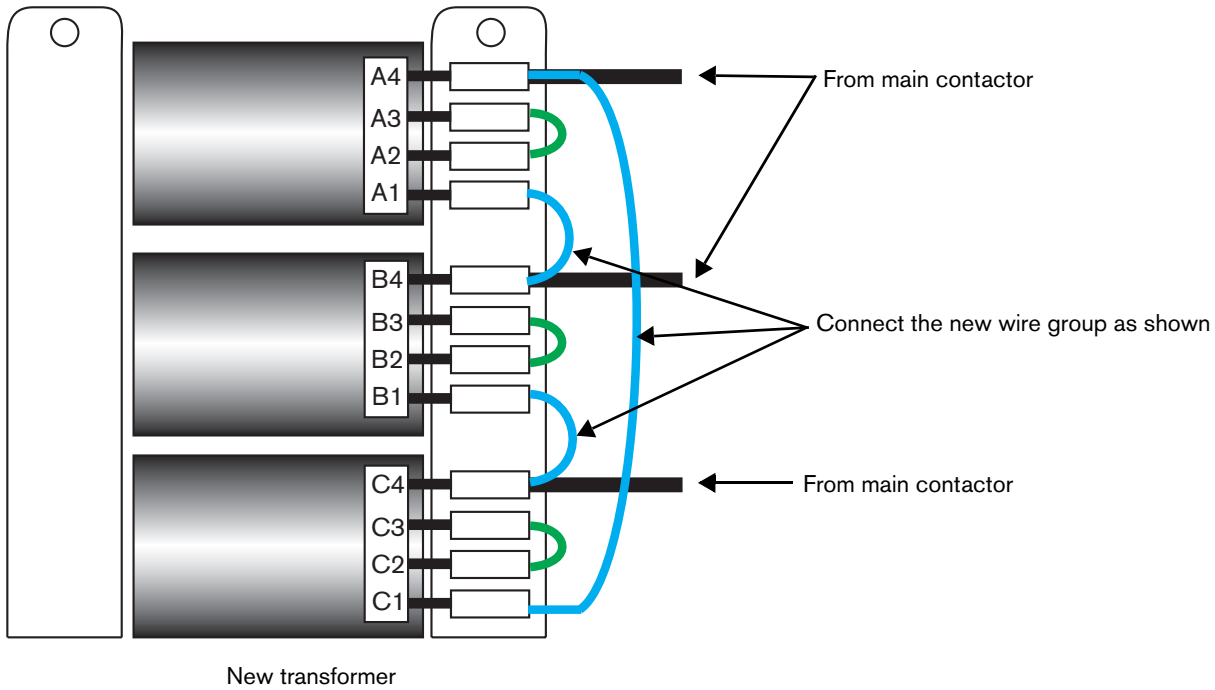 A4
From main contactor
A3
A2
A1
B4
B3
Connect the new wire group as shown
B2
B1
C4
From main contactor
C3
C2
C1
New transformer